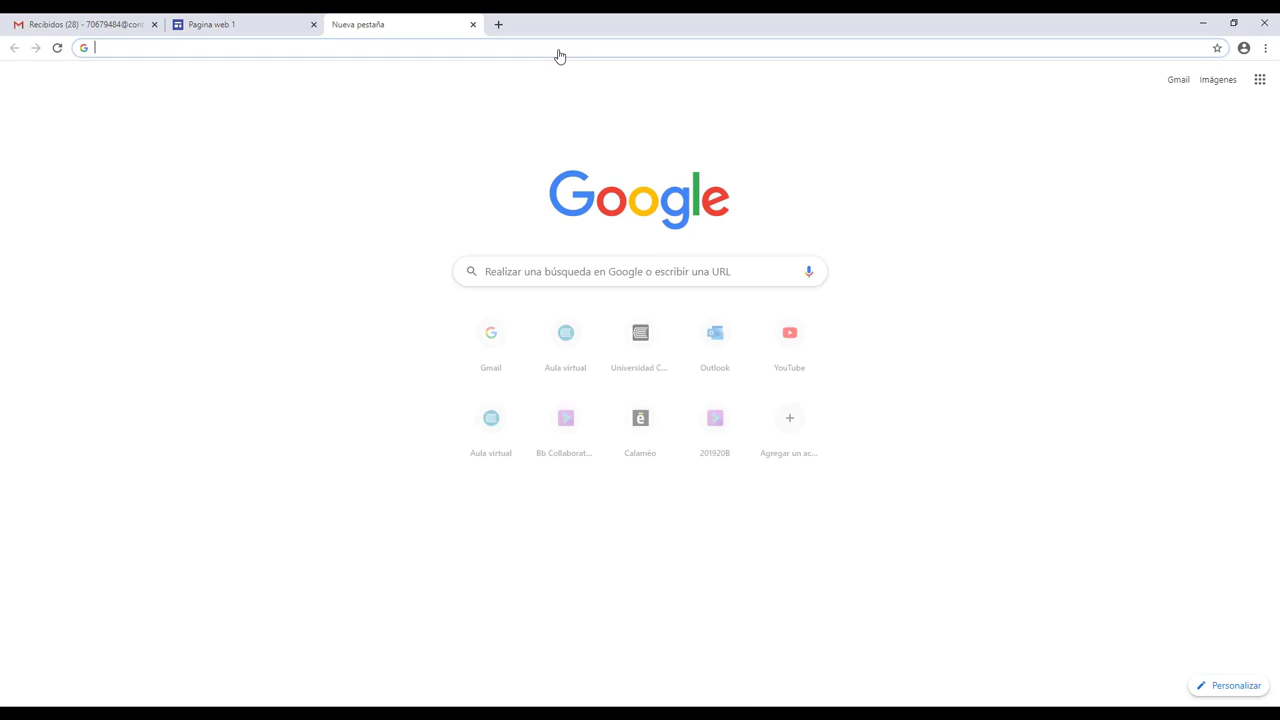 Recibidos (28) - 70679484@cont
Pagina web 1
Nueva pestaña
Gmail
Imágenes
Google
Realizar una búsqueda en Google o escribir una URL
Gmail
Aula virtual
Universidad C...
Outlook
YouTube
Aula virtual
Bb Collaborat...
Calaméo
201920B
Agregar un ac...
Personalizar